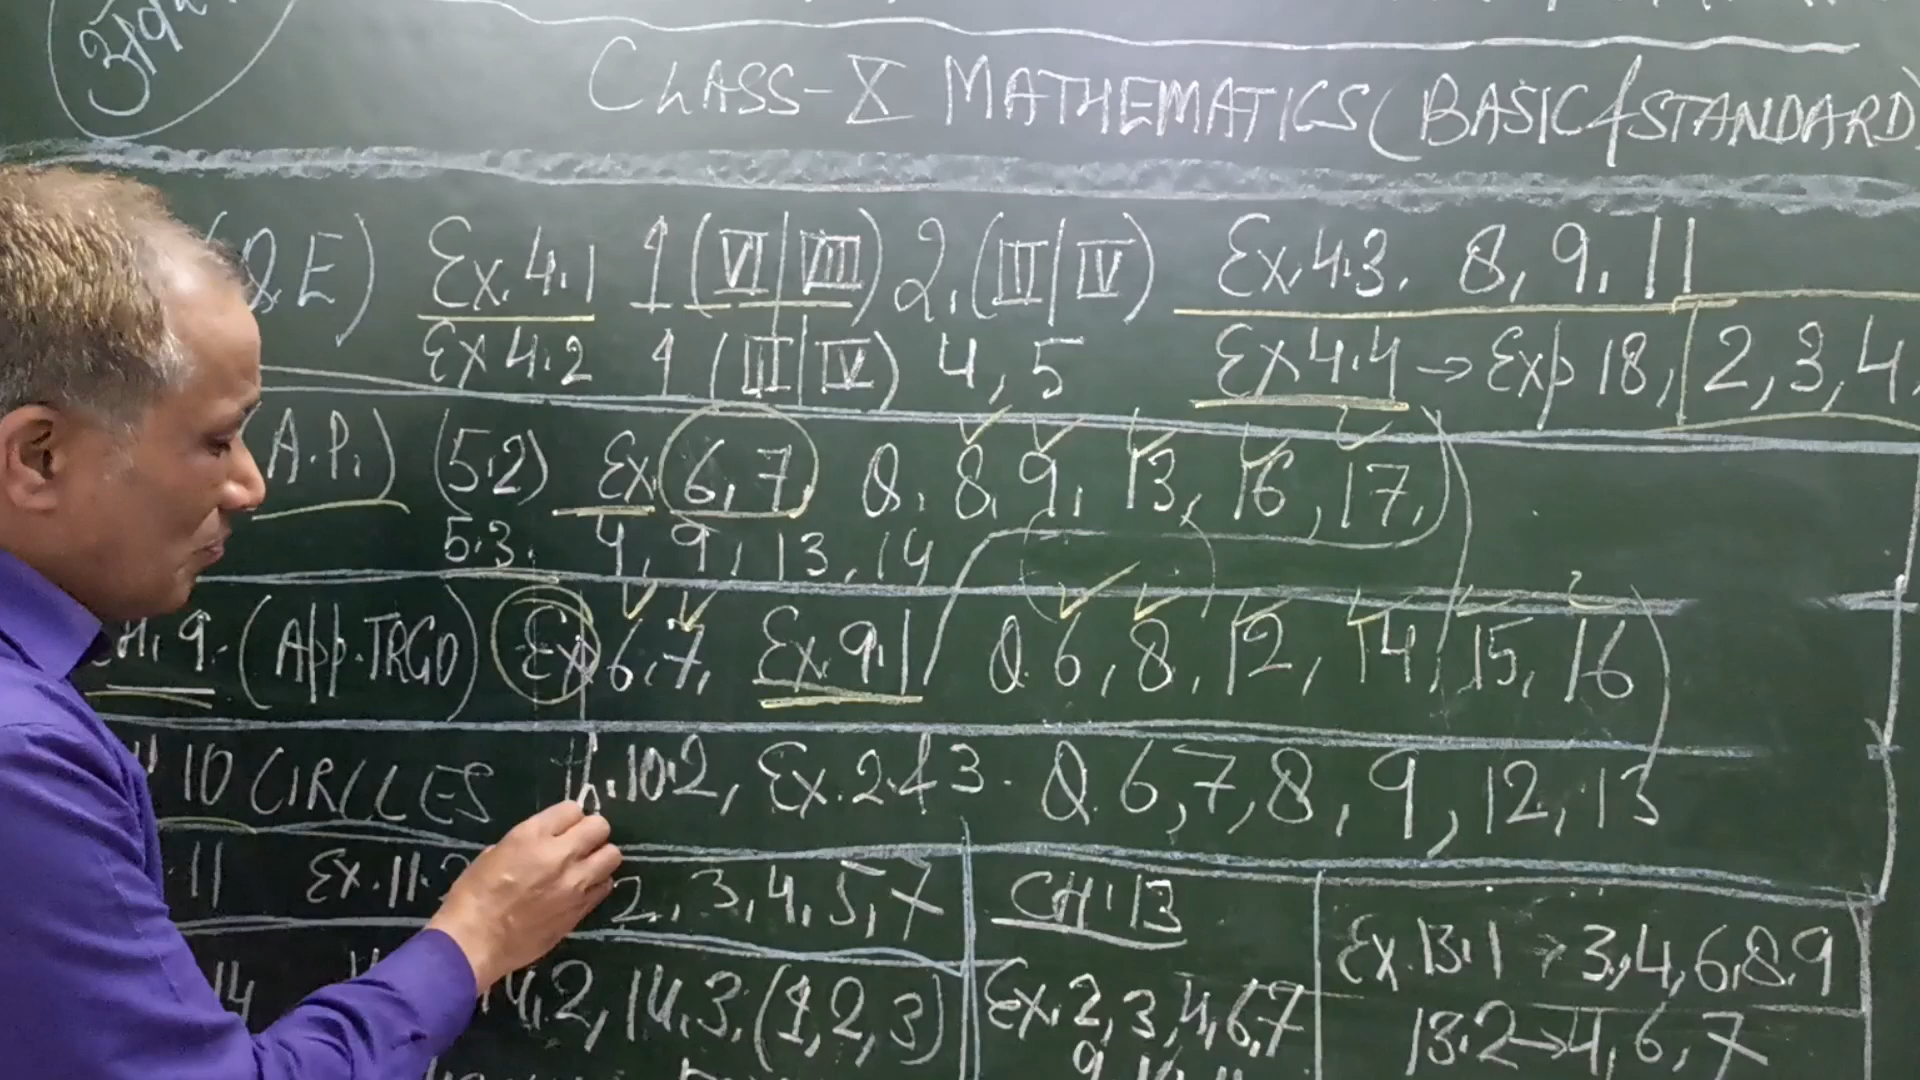 CLASS-X MATHEMATICS (BASIC & STANDARD)
Q.E) Ex. 4.1 1 (VI | VIII) 2. (II | IV) Ex. 4.3. 8, 9, 11
Ex 4.2 1 (II | IV) 4, 5 Ex 4.4 → Exp 18, 2, 3, 4,
A.P.) (5.2) Ex 6, 7 Q. 8, 9, 13, 16, 17,)
5.3. 4, 9, 13, 14
CH. 9. (App. TRGO) Ex 6, 7, Ex. 9.1 Q 6, 8, 12, 14, 15, 16)
10 CIRCLES 10.2, Ex. 2 & 3. Q. 6, 7, 8, 9, 12, 13
11 Ex. 11.2 2, 3, 4, 5, 7
CH. 13
Ex. 13.1 → 3, 4, 6, 8, 9
14 14.2, 14.3. (1, 2, 3)
Ex. 2, 3, 4, 6, 7
13.2 → 4, 6, 7